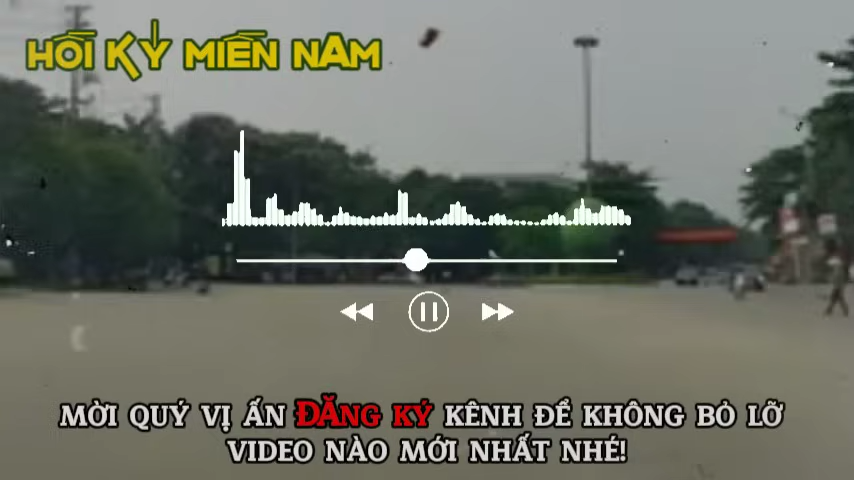 HỒI KÝ MIỀN NAM
MỜI QUÝ VỊ ẤN ĐĂNG KÝ KÊNH ĐỂ KHÔNG BỎ LỠ
VIDEO NÀO MỚI NHẤT NHÉ!